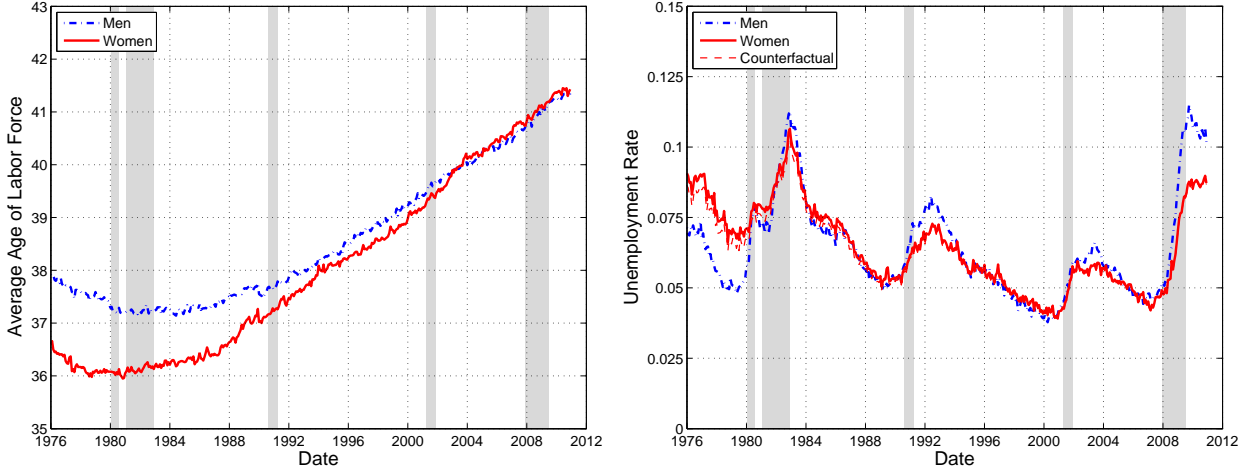 43
42
41
40
39
38
37
36
35
Average Age of Labor Force
Men
Women
1976 1980 1984 1988 1992 1996 2000 2004 2008 2012
Date
0.15
0.125
0.1
0.075
0.05
0.025
0
Unemployment Rate
Men
Women
Counterfactual
1976 1980 1984 1988 1992 1996 2000 2004 2008 2012
Date